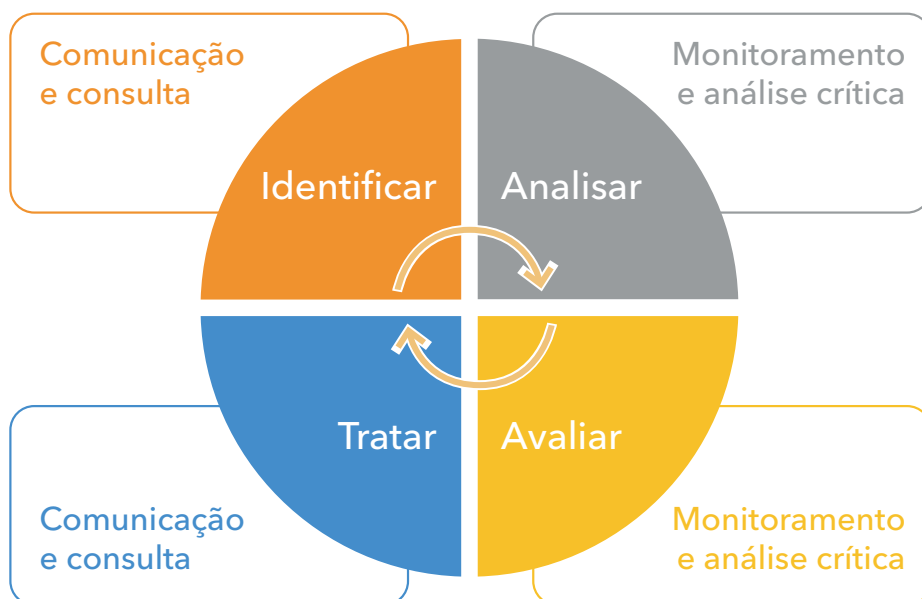 Comunicação
e consulta
Monitoramento
e análise crítica
Identificar
Analisar
Tratar
Avaliar
Comunicação
e consulta
Monitoramento
e análise crítica